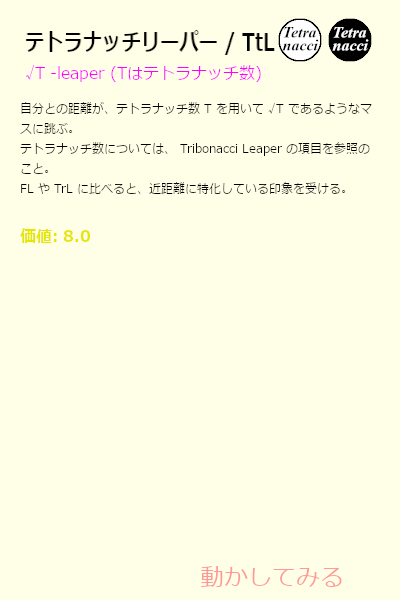 テトラナッチリーパー / TtL
Tetra
nacci
Tetra
nacci
√T -leaper (Tはテトラナッチ数)
自分との距離が、テトラナッチ数 T を用いて √T であるようなマ
スに跳ぶ。
テトラナッチ数については、 Tribonacci Leaper の項目を参照の
こと。
FL や TrL に比べると、近距離に特化している印象を受ける。
価値: 8.0
動かしてみる